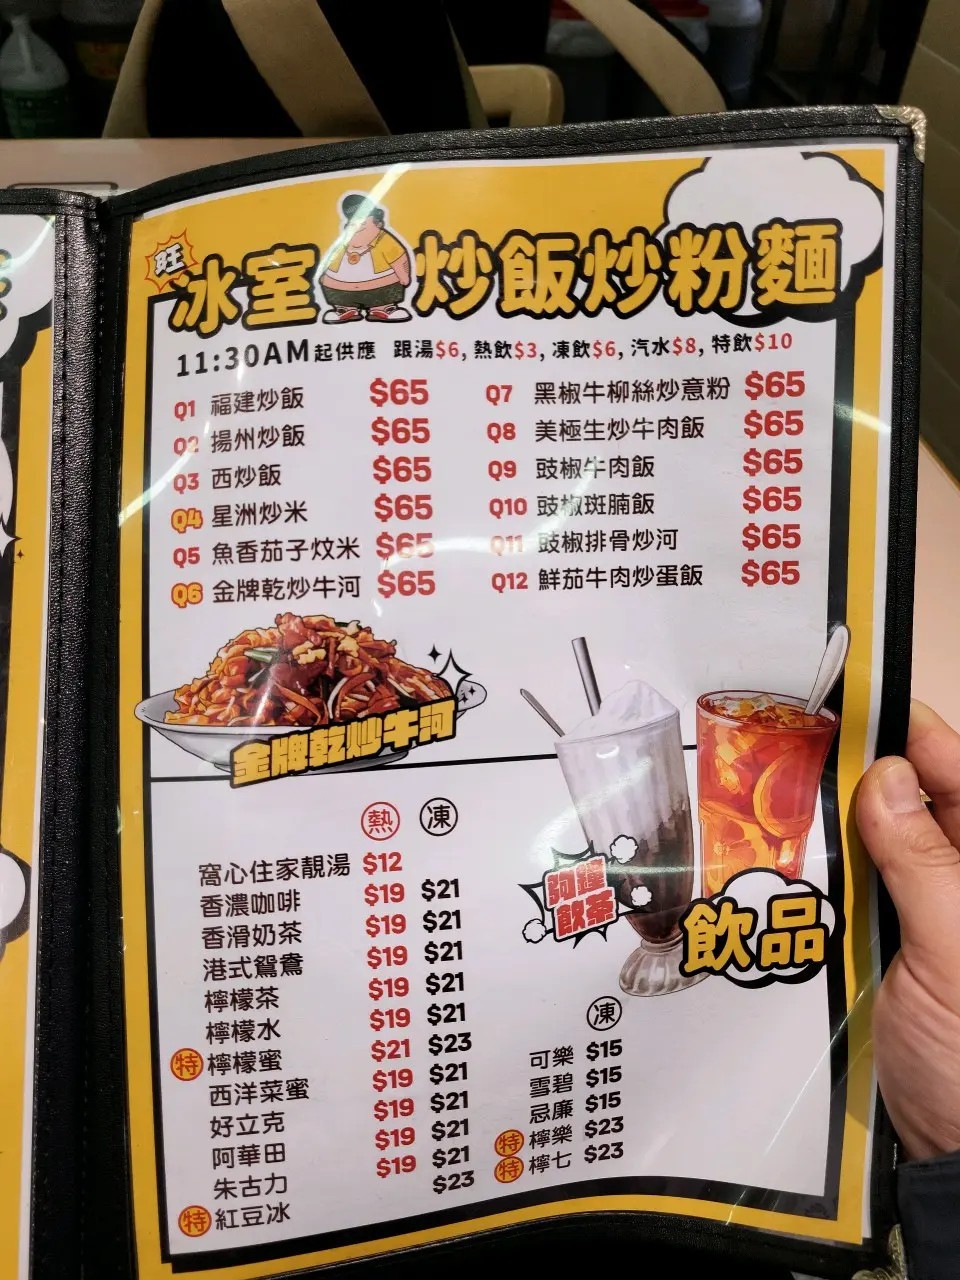 旺 冰室 炒飯炒粉麵
11:30AM起供應 跟湯$6, 熱飲$3, 凍飲$6, 汽水$8, 特飲$10
Q1 福建炒飯 $65
Q2 揚州炒飯 $65
Q3 西炒飯 $65
Q4 星洲炒米 $65
Q5 魚香茄子炆米 $65
Q6 金牌乾炒牛河 $65
Q7 黑椒牛柳絲炒意粉 $65
Q8 美極生炒牛肉飯 $65
Q9 豉椒牛肉飯 $65
Q10 豉椒斑腩飯 $65
Q11 豉椒排骨炒河 $65
Q12 鮮茄牛肉炒蛋飯 $65
金牌乾炒牛河
熱 凍
窩心住家靚湯 $12
香濃咖啡 $19 $21
香滑奶茶 $19 $21
港式鴛鴦 $19 $21
檸檬茶 $19 $21
檸檬水 $19 $21
特 檸檬蜜 $21 $23
西洋菜蜜 $19 $21
好立克 $19 $21
阿華田 $19 $21
朱古力 $19 $21
特 紅豆冰 $23
飲茶
飲品
凍
可樂 $15
雪碧 $15
忌廉 $15
特 檸樂 $23
特 檸七 $23